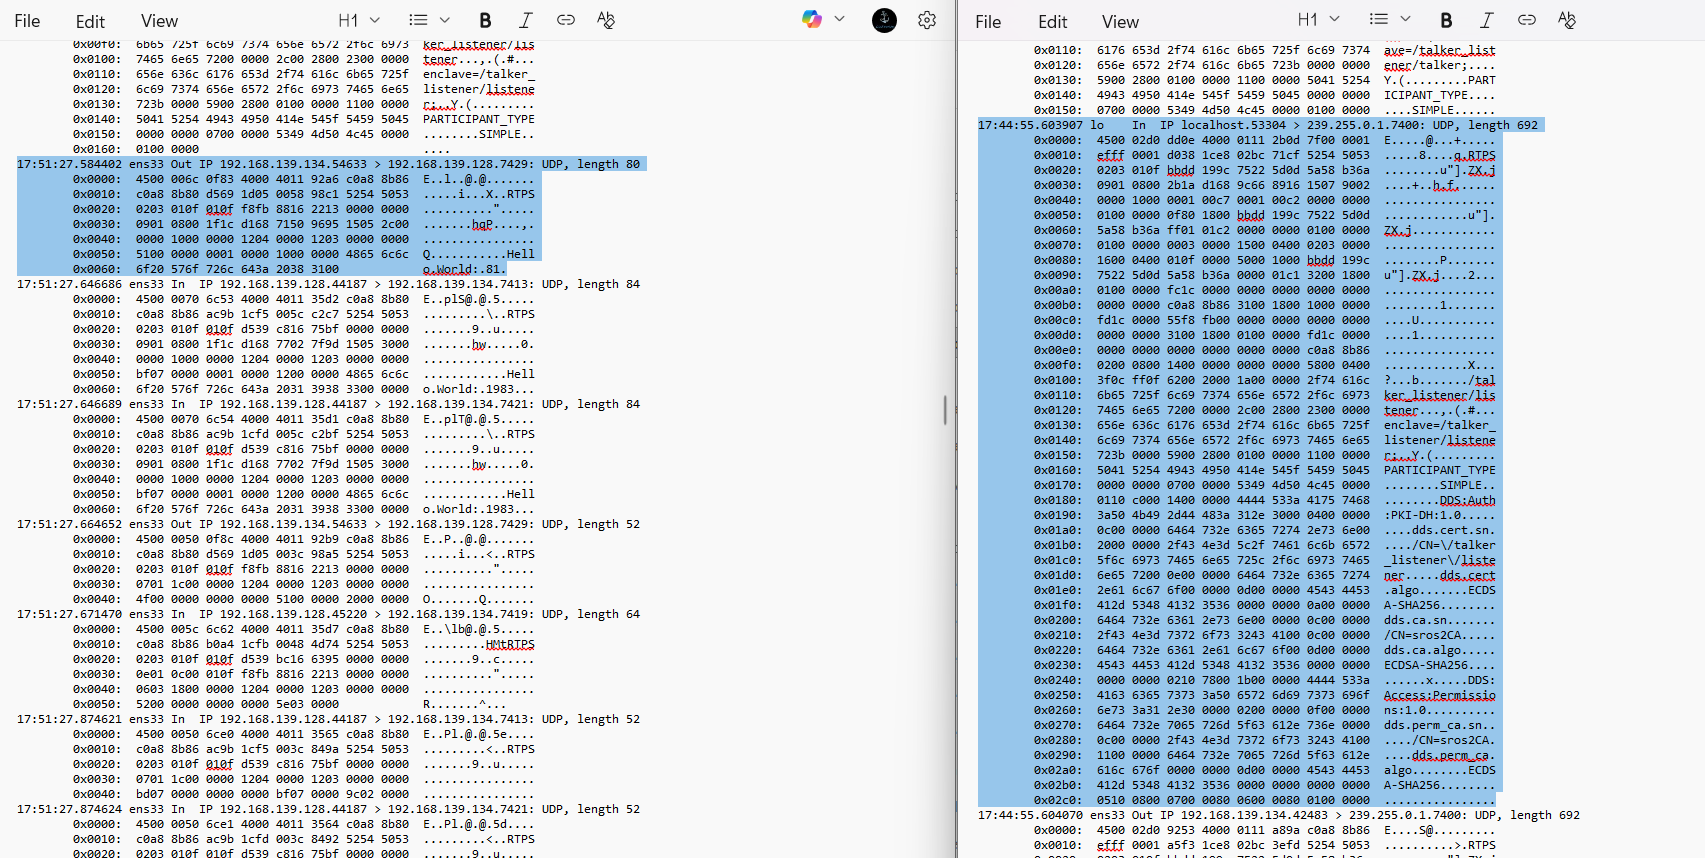 File Edit View H1 B I
0x00f0: 6b65 725f 6c69 7374 656e 6572 2f6c 6973 ker_listener/lis
0x0100: 7465 6e65 7200 0000 2c00 2800 2300 0000 tener...,.(.#...
0x0110: 656e 636c 6176 653d 2f74 616c 6b65 725f enclave=/talker_
0x0120: 6c69 7374 656e 6572 2f6c 6973 7465 6e65 listener/listene
0x0130: 723b 0000 5900 2800 0100 0000 1100 0000 r;..Y.(.........
0x0140: 5041 5254 4943 4950 414e 545f 5459 5045 PARTICIPANT_TYPE
0x0150: 0000 0000 0700 0000 5349 4d50 4c45 0000 ........SIMPLE..
0x0160: 0100 0000 ....
17:51:27.584402 ens33 Out IP 192.168.139.134.54633 > 192.168.139.128.7429: UDP, length 80
0x0000: 4500 006c 0f83 4000 4011 92a6 c0a8 8b86 E..l..@.@.......
0x0010: c0a8 8b80 d569 1d05 0058 98c1 5254 5053 .....i...X..RTPS
0x0020: 0203 010f 010f f8fb 8816 2213 0000 0000 ..........".....
0x0030: 0901 0800 1f1c d168 7150 9695 1505 2c00 .......hqP....,.
0x0040: 0000 1000 0000 1204 0000 1203 0000 0000 ................
0x0050: 5100 0000 0001 0000 1000 0000 4865 6c6c Q...........Hell
0x0060: 6f20 576f 726c 643a 2038 3100 o.World:.81.
17:51:27.646686 ens33 In IP 192.168.139.128.44187 > 192.168.139.134.7413: UDP, length 84
0x0000: 4500 0070 6c53 4000 4011 35d2 c0a8 8b80 E..plS@.@.5.....
0x0010: c0a8 8b86 ac9b 1cf5 005c c2c7 5254 5053 .........\..RTPS
0x0020: 0203 010f 010f d539 c816 75bf 0000 0000 .......9..u.....
0x0030: 0901 0800 1f1c d168 7702 7f9d 1505 3000 .......hw.....0.
0x0040: 0000 1000 0000 1204 0000 1203 0000 0000 ................
0x0050: bf07 0000 0001 0000 1200 0000 4865 6c6c ............Hell
0x0060: 6f20 576f 726c 643a 2031 3938 3300 0000 o.World:.1983...
17:51:27.646689 ens33 In IP 192.168.139.128.44187 > 192.168.139.134.7421: UDP, length 84
0x0000: 4500 0070 6c54 4000 4011 35d1 c0a8 8b80 E..plT@.@.5.....
0x0010: c0a8 8b86 ac9b 1cfd 005c c2bf 5254 5053 .........\..RTPS
0x0020: 0203 010f 010f d539 c816 75bf 0000 0000 .......9..u.....
0x0030: 0901 0800 1f1c d168 7702 7f9d 1505 3000 .......hw.....0.
0x0040: 0000 1000 0000 1204 0000 1203 0000 0000 ................
0x0050: bf07 0000 0001 0000 1200 0000 4865 6c6c ............Hell
0x0060: 6f20 576f 726c 643a 2031 3938 3300 0000 o.World:.1983...
17:51:27.664652 ens33 Out IP 192.168.139.134.54633 > 192.168.139.128.7429: UDP, length 52
0x0000: 4500 0050 0f8c 4000 4011 92b9 c0a8 8b86 E..P..@.@.......
0x0010: c0a8 8b80 d569 1d05 003c 98a5 5254 5053 .....i...<..RTPS
0x0020: 0203 010f 010f f8fb 8816 2213 0000 0000 ..........".....
0x0030: 0701 1c00 0000 1204 0000 1203 0000 0000 ................
0x0040: 4f00 0000 0000 0000 5100 0000 2000 0000 O.......Q.......
17:51:27.671470 ens33 In IP 192.168.139.128.45220 > 192.168.139.134.7419: UDP, length 64
0x0000: 4500 005c 6c62 4000 4011 35d7 c0a8 8b80 E..\lb@.@.5.....
0x0010: c0a8 8b86 b0a4 1cfb 0048 4d74 5254 5053 .........HMtRTPS
0x0020: 0203 010f 010f d539 bc16 6395 0000 0000 .......9..c.....
0x0030: 0e01 0c00 010f f8fb 8816 2213 0000 0000 ..........".....
0x0040: 0603 1800 0000 1204 0000 1203 0000 0000 ................
0x0050: 5200 0000 0000 0000 5e03 0000 R.......^...
17:51:27.874621 ens33 In IP 192.168.139.128.44187 > 192.168.139.134.7413: UDP, length 52
0x0000: 4500 0050 6ce0 4000 4011 3565 c0a8 8b80 E..Pl.@.@.5e....
0x0010: c0a8 8b86 ac9b 1cf5 003c 849a 5254 5053 .........<..RTPS
0x0020: 0203 010f 010f d539 c816 75bf 0000 0000 .......9..u.....
0x0030: 0701 1c00 0000 1204 0000 1203 0000 0000 ................
0x0040: bd07 0000 0000 0000 bf07 0000 9c02 0000 ................
17:51:27.874624 ens33 In IP 192.168.139.128.44187 > 192.168.139.134.7421: UDP, length 52
0x0000: 4500 0050 6ce1 4000 4011 3564 c0a8 8b80 E..Pl.@.@.5d....
0x0010: c0a8 8b86 ac9b 1cfd 003c 8492 5254 5053 .........<..RTPS
0x0020: 0203 010f 010f d539 c816 75bf 0000 0000 .......9..u.....
File Edit View H1 B I
0x0110: 6176 653d 2f74 616c 6b65 725f 6c69 7374 ave=/talker_list
0x0120: 656e 6572 2f74 616c 6b65 723b 0000 0000 ener/talker;....
0x0130: 5900 2800 0100 0000 1100 0000 5041 5254 Y.(.........PART
0x0140: 4943 4950 414e 545f 5459 5045 0000 0000 ICIPANT_TYPE....
0x0150: 0700 0000 5349 4d50 4c45 0000 0100 0000 ....SIMPLE......
17:44:55.603907 lo In IP localhost.53304 > 239.255.0.1.7400: UDP, length 692
0x0000: 4500 02d0 dd0e 4000 0111 2b0d 7f00 0001 E.....@...+.....
0x0010: efff 0001 d038 1ce8 02bc 71cf 5254 5053 .....8....q.RTPS
0x0020: 0203 010f bbdd 199c 7522 5d0d 5a58 b36a ........u"].ZX.j
0x0030: 0901 0800 2b1a d168 9c66 8916 1507 9002 ....+..h.f......
0x0040: 0000 1000 0001 00c7 0001 00c2 0000 0000 ................
0x0050: 0100 0000 0f80 1800 bbdd 199c 7522 5d0d ............u"].
0x0060: 5a58 b36a ff01 01c2 0000 0000 0100 0000 ZX.j............
0x0070: 0100 0000 0003 0000 1500 0400 0203 0000 ................
0x0080: 1600 0400 010f 0000 5000 1000 bbdd 199c ........P.......
0x0090: 7522 5d0d 5a58 b36a 0000 01c1 3200 1800 u"].ZX.j....2...
0x00a0: 0100 0000 fc1c 0000 0000 0000 0000 0000 ................
0x00b0: 0000 0000 c0a8 8b86 3100 1800 1000 0000 ........1.......
0x00c0: fd1c 0000 55f8 fb00 0000 0000 0000 0000 ....U...........
0x00d0: 0000 0000 3100 1800 0100 0000 fd1c 0000 ....1...........
0x00e0: 0000 0000 0000 0000 0000 0000 c0a8 8b86 ................
0x00f0: 0200 0800 1400 0000 0000 0000 5800 0400 ............X...
0x0100: 3f0c ff0f 6200 2000 1a00 0000 2f74 616c ?...b......./tal
0x0110: 6b65 725f 6c69 7374 656e 6572 2f6c 6973 ker_listener/lis
0x0120: 7465 6e65 7200 0000 2c00 2800 2300 0000 tener...,.(.#...
0x0130: 656e 636c 6176 653d 2f74 616c 6b65 725f enclave=/talker_
0x0140: 6c69 7374 656e 6572 2f6c 6973 7465 6e65 listener/listene
0x0150: 723b 0000 5900 2800 0100 0000 1100 0000 r;..Y.(.........
0x0160: 5041 5254 4943 4950 414e 545f 5459 5045 PARTICIPANT_TYPE
0x0170: 0000 0000 0700 0000 5349 4d50 4c45 0000 ........SIMPLE..
0x0180: 0110 c000 1400 0000 4444 533a 4175 7468 ........DDS:Auth
0x0190: 3a50 4b49 2d44 483a 312e 3000 0400 0000 :PKI-DH:1.0.....
0x01a0: 0c00 0000 6464 732e 6365 7274 2e73 6e00 ....dds.cert.sn.
0x01b0: 2000 0000 2f43 4e3d 5c2f 7461 6c6b 6572 ..../CN=\/talker
0x01c0: 5f6c 6973 7465 6e65 725c 2f6c 6973 7465 _listener\/liste
0x01d0: 6e65 7200 0e00 0000 6464 732e 6365 7274 ner.....dds.cert
0x01e0: 2e61 6c67 6f00 0000 0d00 0000 4543 4453 .algo.......ECDS
0x01f0: 412d 5348 4132 3536 0000 0000 0a00 0000 A-SHA256........
0x0200: 6464 732e 6361 2e73 6e00 0000 0c00 0000 dds.ca.sn.......
0x0210: 2f43 4e3d 7372 6f73 3243 4100 0c00 0000 /CN=sros2CA.....
0x0220: 6464 732e 6361 2e61 6c67 6f00 0d00 0000 dds.ca.algo.....
0x0230: 4543 4453 412d 5348 4132 3536 0000 0000 ECDSA-SHA256....
0x0240: 0000 0000 0210 7800 1b00 0000 4444 533a ......x.....DDS:
0x0250: 4163 6365 7373 3a50 6572 6d69 7373 696f Access:Permissio
0x0260: 6e73 3a31 2e30 0000 0200 0000 0f00 0000 ns:1.0..........
0x0270: 6464 732e 7065 726d 5f63 612e 736e 0000 dds.perm_ca.sn..
0x0280: 0c00 0000 2f43 4e3d 7372 6f73 3243 4100 ..../CN=sros2CA.
0x0290: 1100 0000 6464 732e 7065 726d 5f63 612e ....dds.perm_ca.
0x02a0: 616c 676f 0000 0000 0d00 0000 4543 4453 algo........ECDS
0x02b0: 412d 5348 4132 3536 0000 0000 0000 0000 A-SHA256........
0x02c0: 0510 0800 0700 0080 0600 0080 0100 0000 ................
17:44:55.604070 ens33 Out IP 192.168.139.134.42483 > 239.255.0.1.7400: UDP, length 692
0x0000: 4500 02d0 9253 4000 0111 a89a c0a8 8b86 E....S@.........
0x0010: efff 0001 a5f3 1ce8 02bc 3efd 5254 5053 ..........>.RTPS